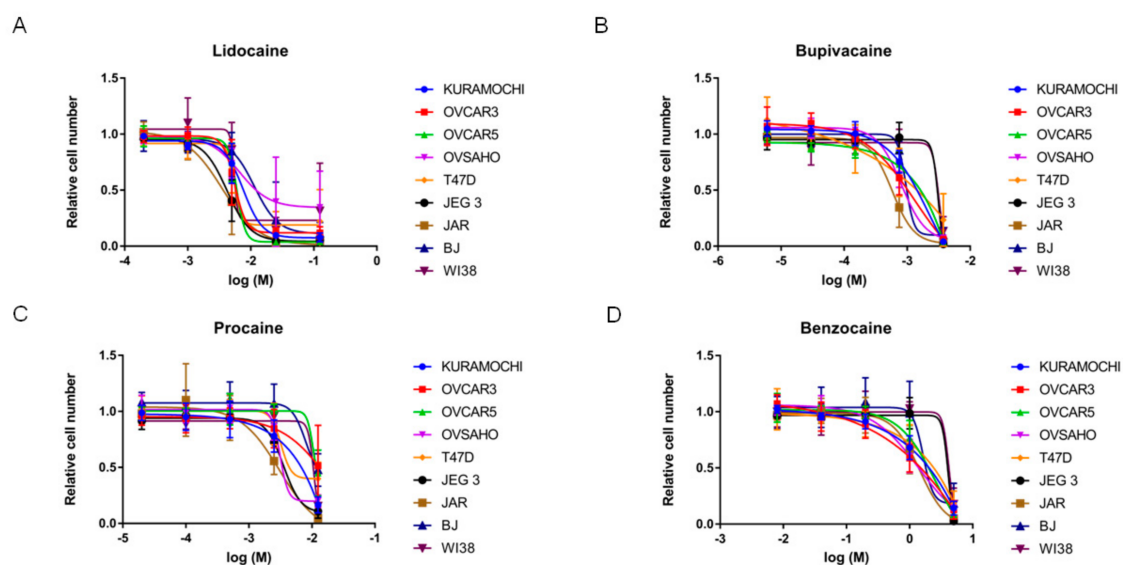 A
Lidocaine
Relative cell number
1.5
1.0
0.5
0.0
-4 -3 -2 -1 0
log (M)
KURAMOCHI
OVCAR3
OVCAR5
OVSAHO
T47D
JEG 3
JAR
BJ
WI38
B
Bupivacaine
Relative cell number
1.5
1.0
0.5
0.0
-6 -5 -4 -3 -2
log (M)
KURAMOCHI
OVCAR3
OVCAR5
OVSAHO
T47D
JEG 3
JAR
BJ
WI38
C
Procaine
Relative cell number
1.5
1.0
0.5
0.0
-5 -4 -3 -2 -1
log (M)
KURAMOCHI
OVCAR3
OVCAR5
OVSAHO
T47D
JEG 3
JAR
BJ
WI38
D
Benzocaine
Relative cell number
1.5
1.0
0.5
0.0
-3 -2 -1 0 1
log (M)
KURAMOCHI
OVCAR3
OVCAR5
OVSAHO
T47D
JEG 3
JAR
BJ
WI38